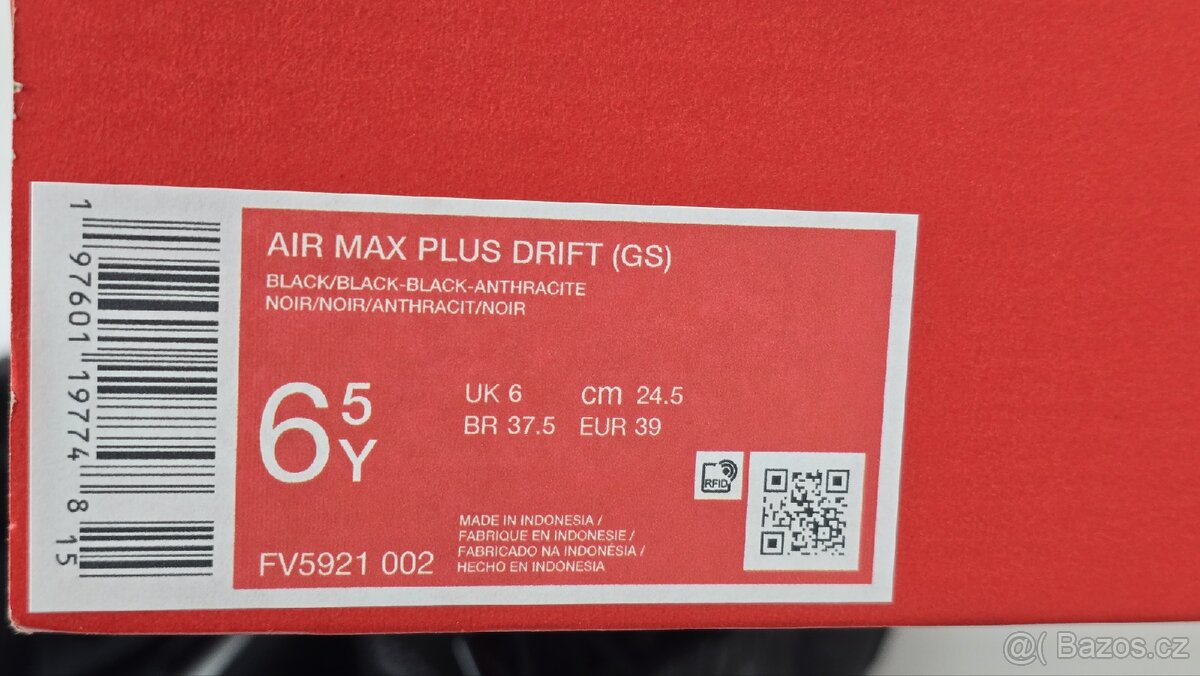 1 97601 19774 8 15
AIR MAX PLUS DRIFT (GS)
BLACK/BLACK-BLACK-ANTHRACITE
NOIR/NOIR/ANTHRACIT/NOIR
6 5 Y
UK 6 cm 24.5
BR 37.5 EUR 39
RFID
MADE IN INDONESIA /
FABRIQUE EN INDONESIE /
FABRICADO NA INDONÉSIA /
HECHO EN INDONESIA
FV5921 002
@( Bazos.cz